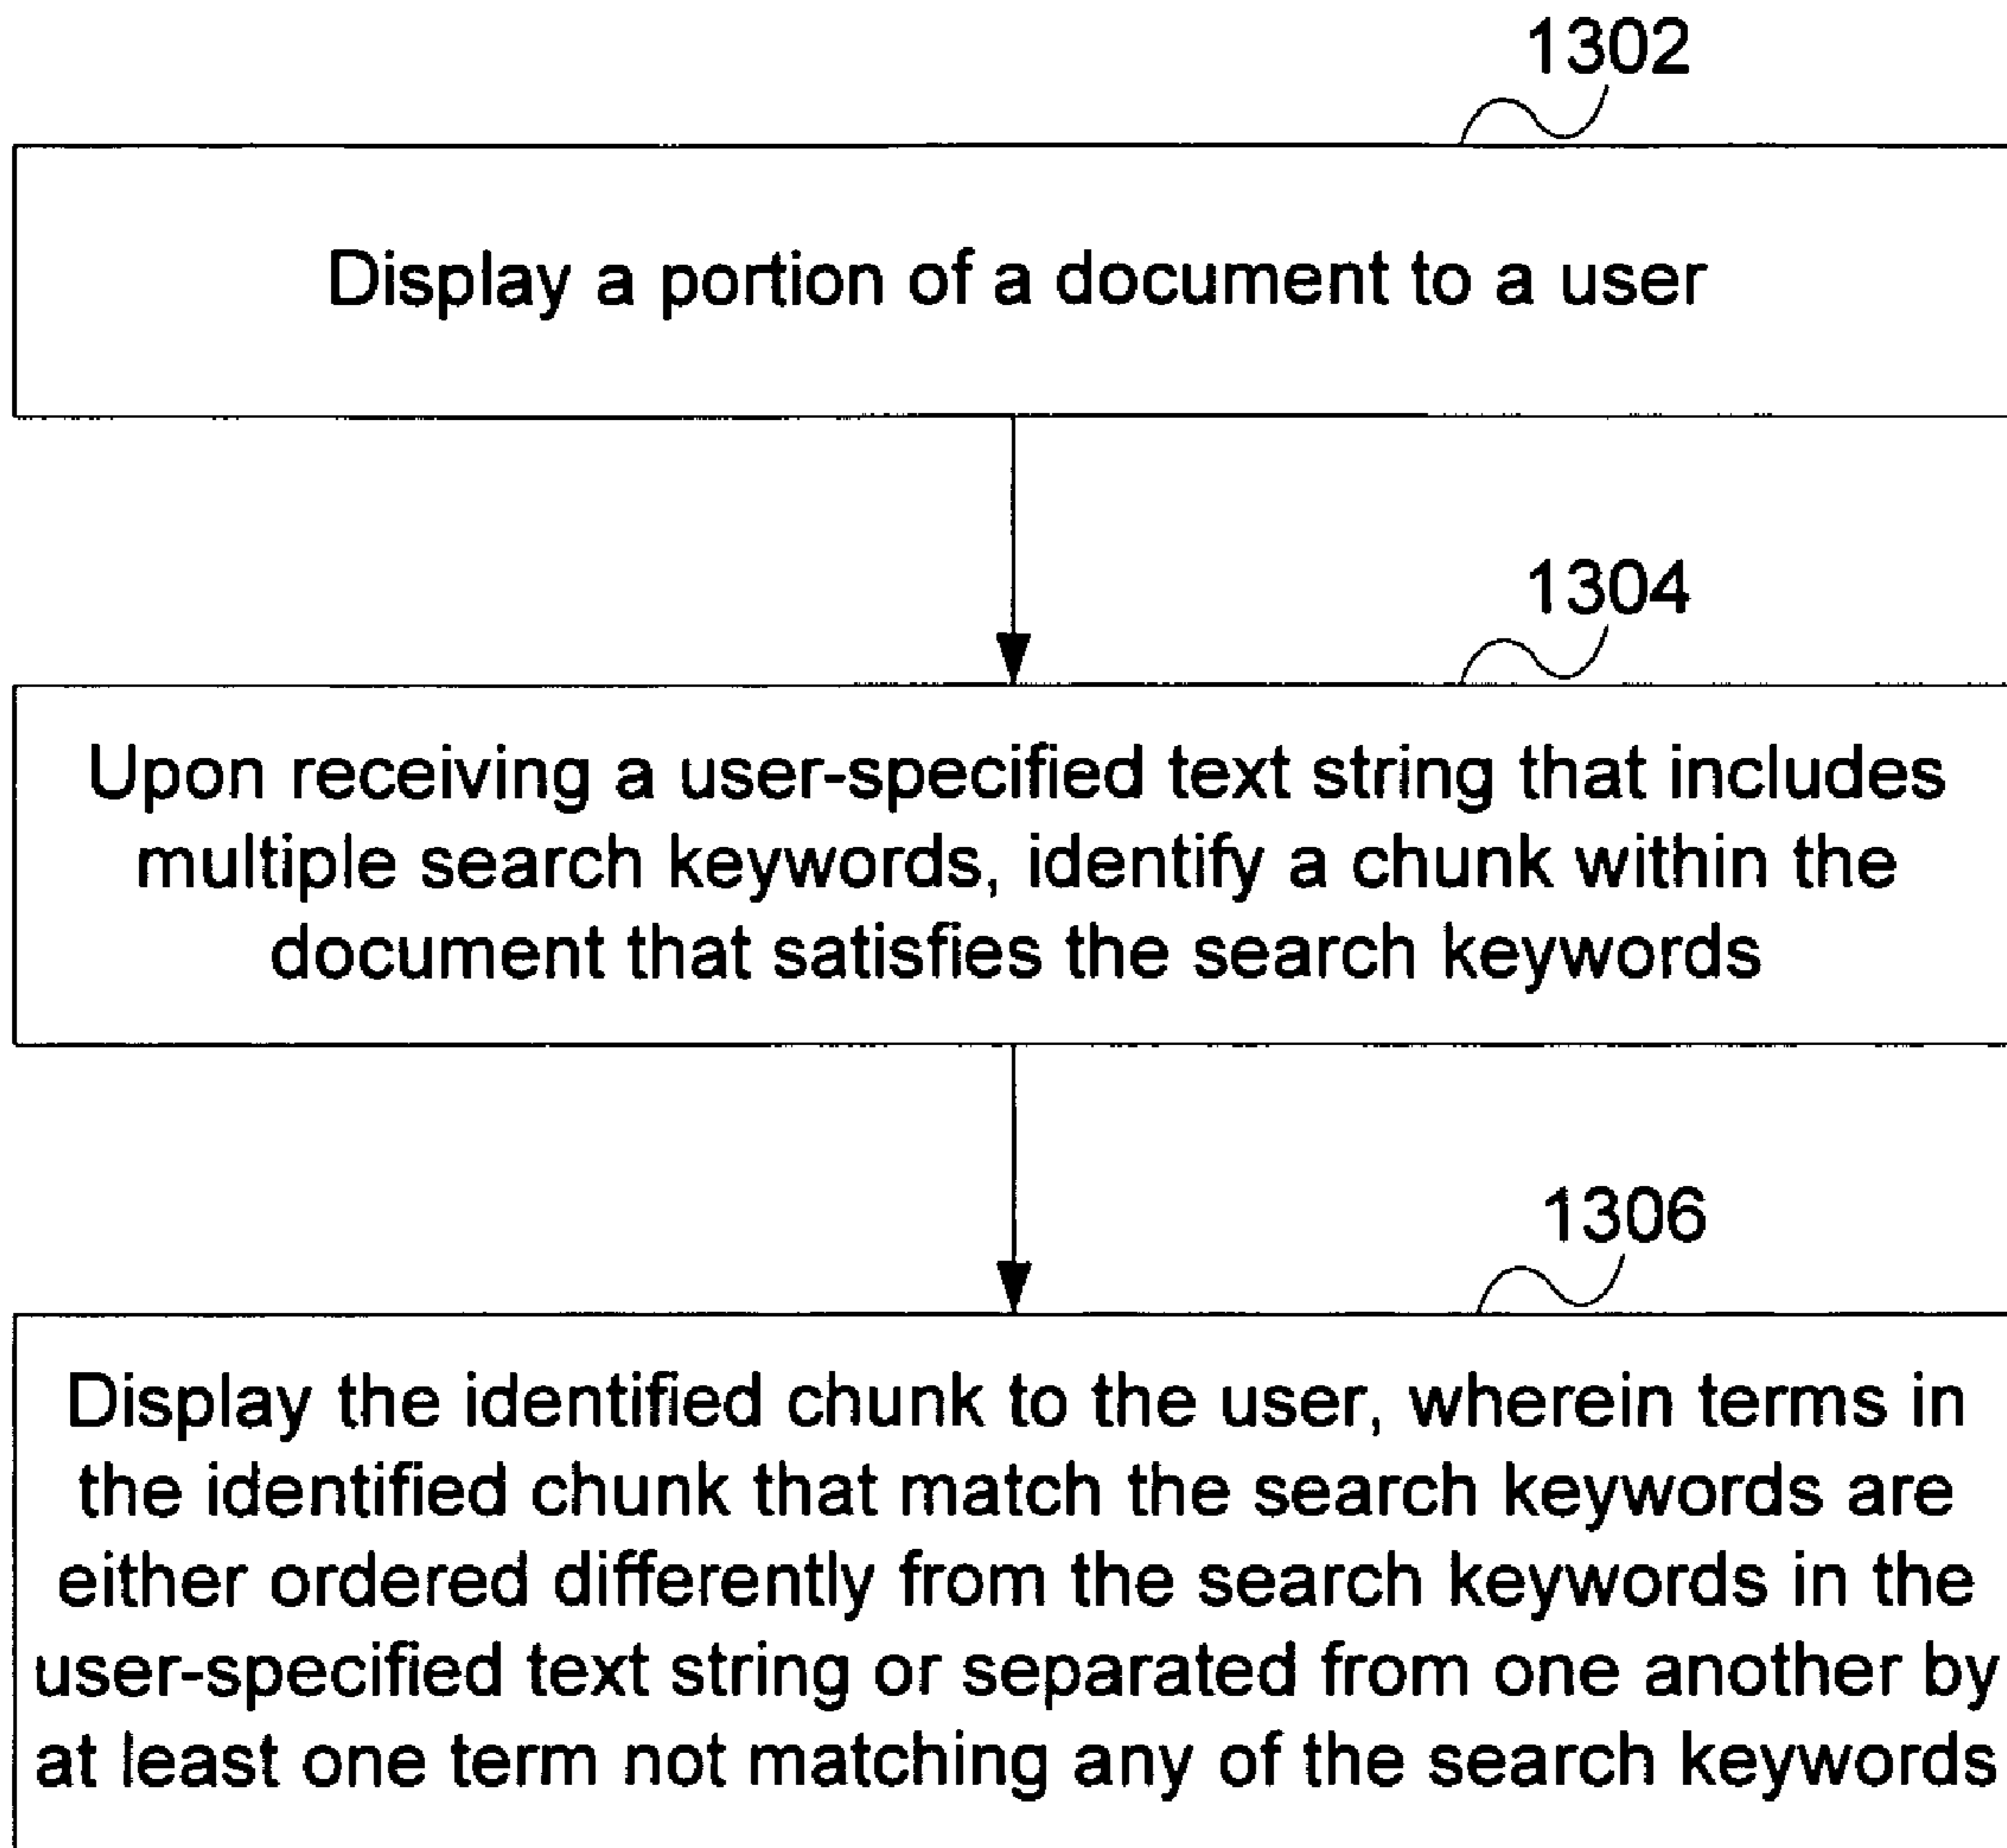 1302
Display a portion of a document to a user
1304
Upon receiving a user-specified text string that includes
multiple search keywords, identify a chunk within the
document that satisfies the search keywords
1306
Display the identified chunk to the user, wherein terms in
the identified chunk that match the search keywords are
either ordered differently from the search keywords in the
user-specified text string or separated from one another by
at least one term not matching any of the search keywords